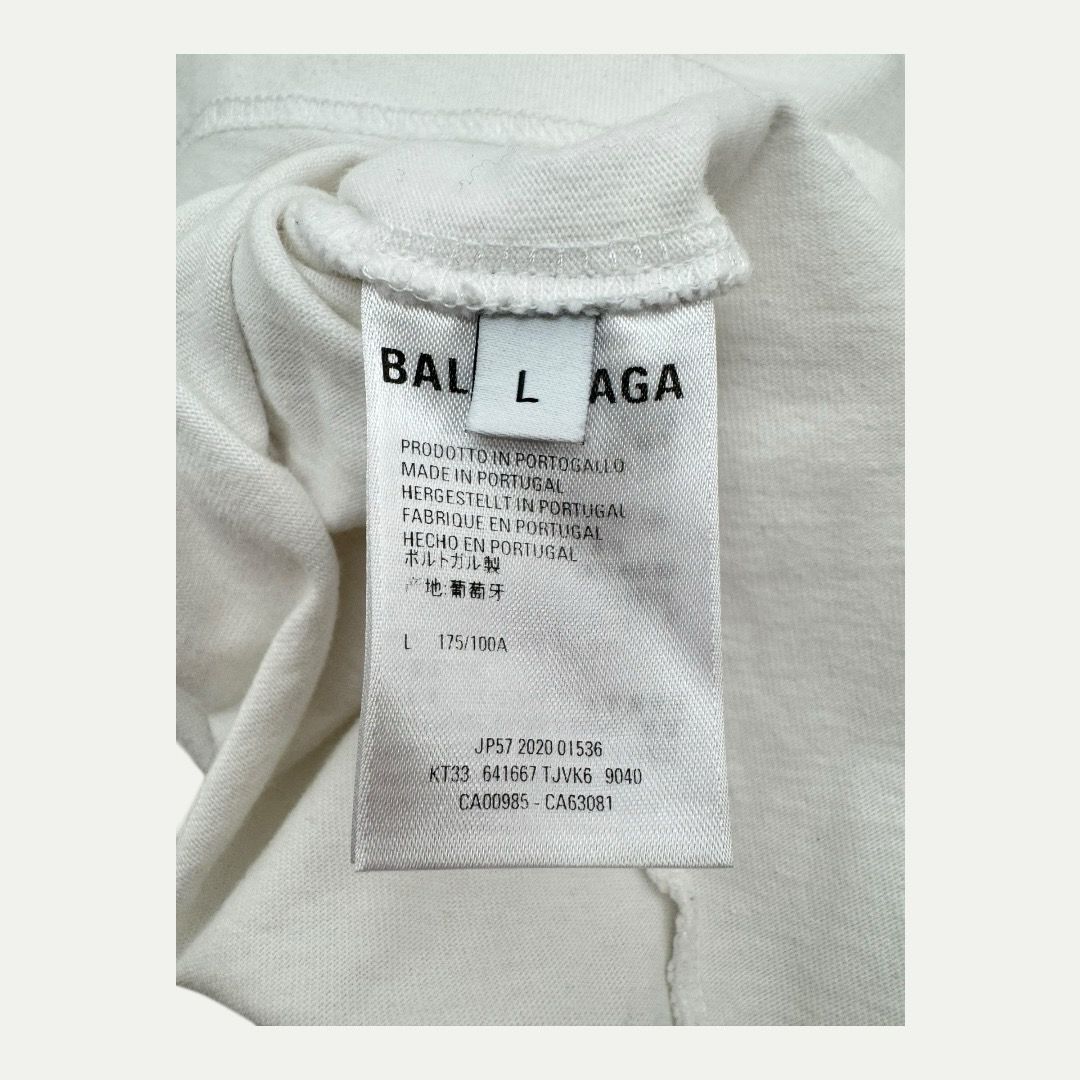 BAL AGA
L
PRODOTTO IN PORTOGALLO
MADE IN PORTUGAL
HERGESTELLT IN PORTUGAL
FABRIQUE EN PORTUGAL
HECHO EN PORTUGAL
ポルトガル製
产地:葡萄牙
L 175/100A
JP57 2020 01536
KT33 641667 TJVK6 9040
CA00985 - CA63081